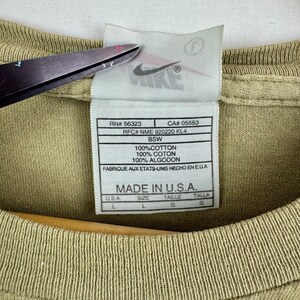 NIKE
RN# 56323 CA# 05553
RFC# NME 920220 KL4
BSW
100%COTTON
100% COTON
100% ALGODON
FABRIQUE AUX ETATS-UNIS HECHO EN E.U.A.
MADE IN U.S.A.
U.S.A. SIZE TAILLE TALLA
L L G G